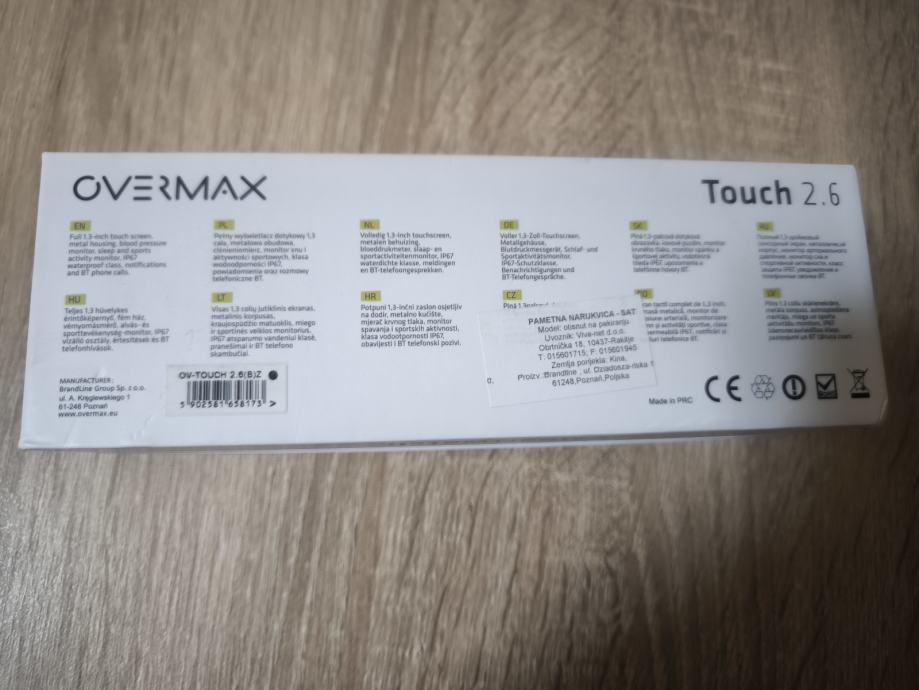 OVERMAX
Touch 2.6
EN
Full 1,3-inch touch screen,
metal housing, blood pressure
monitor, sleep and sports
activity monitor, IP67
waterproof class, notifications
and BT phone calls.
PL
Pełny wyświetlacz dotykowy 1,3
cala, metalowa obudowa,
ciśnieniomierz, monitor snu i
aktywności sportowych, klasa
wodoodporności IP67,
powiadomienia oraz rozmowy
telefoniczne BT.
NL
Volledig 1,3-inch touchscreen,
metalen behuizing,
bloeddrukmeter, slaap- en
sportactiviteitenmonitor, IP67
waterdichte klasse, meldingen
en BT-telefoongesprekken.
DE
Voller 1,3-Zoll-Touchscreen,
Metallgehäuse,
Blutdruckmessgerät, Schlaf- und
Sportaktivitätsmonitor,
IP67-Schutzklasse,
Benachrichtigungen und
BT-Telefongespräche.
SK
RU
HU
Teljes 1,3 hüvelykes
érintőképernyő, fém ház,
vérnyomásmérő, alvás- és
sporttevékenység-monitor, IP67
vízálló osztály, értesítések és BT
telefonhívások.
LT
Visas 1,3 colių jutiklinis ekranas,
metalinis korpusas,
kraujospūdžio matuoklis, miego
ir sportinės veiklos monitorius,
IP67 atsparumo vandeniui klasė,
pranešimai ir BT telefono
skambučiai.
HR
Potpuni 1,3-inčni zaslon osjetljiv
na dodir, metalno kućište,
mjerač krvnog tlaka, monitor
spavanja i sportskih aktivnosti,
klasa vodootpornosti IP67,
obavijesti i BT telefonski pozivi.
CZ
PAMETNA NARUKVICA - SAT
Model: otisnut na pakiranju
Uvoznik: Viva-net d.o.o.
Obrtnička 18, 10437-Rakitje
T: 015601715, F: 015601945
Zemlja porijekla: Kina,
Proizv.:Brandline , ul. Dziadosza-riska 1
61248,Poznań,Poljska
MANUFACTURER:
BrandLine Group Sp. z o.o.
ul. A. Kręglewskiego 1
61-248 Poznań
www.overmax.eu
OV-TOUCH 2.6(B)Z
5 902581 658173 >
Made in PRC
CE